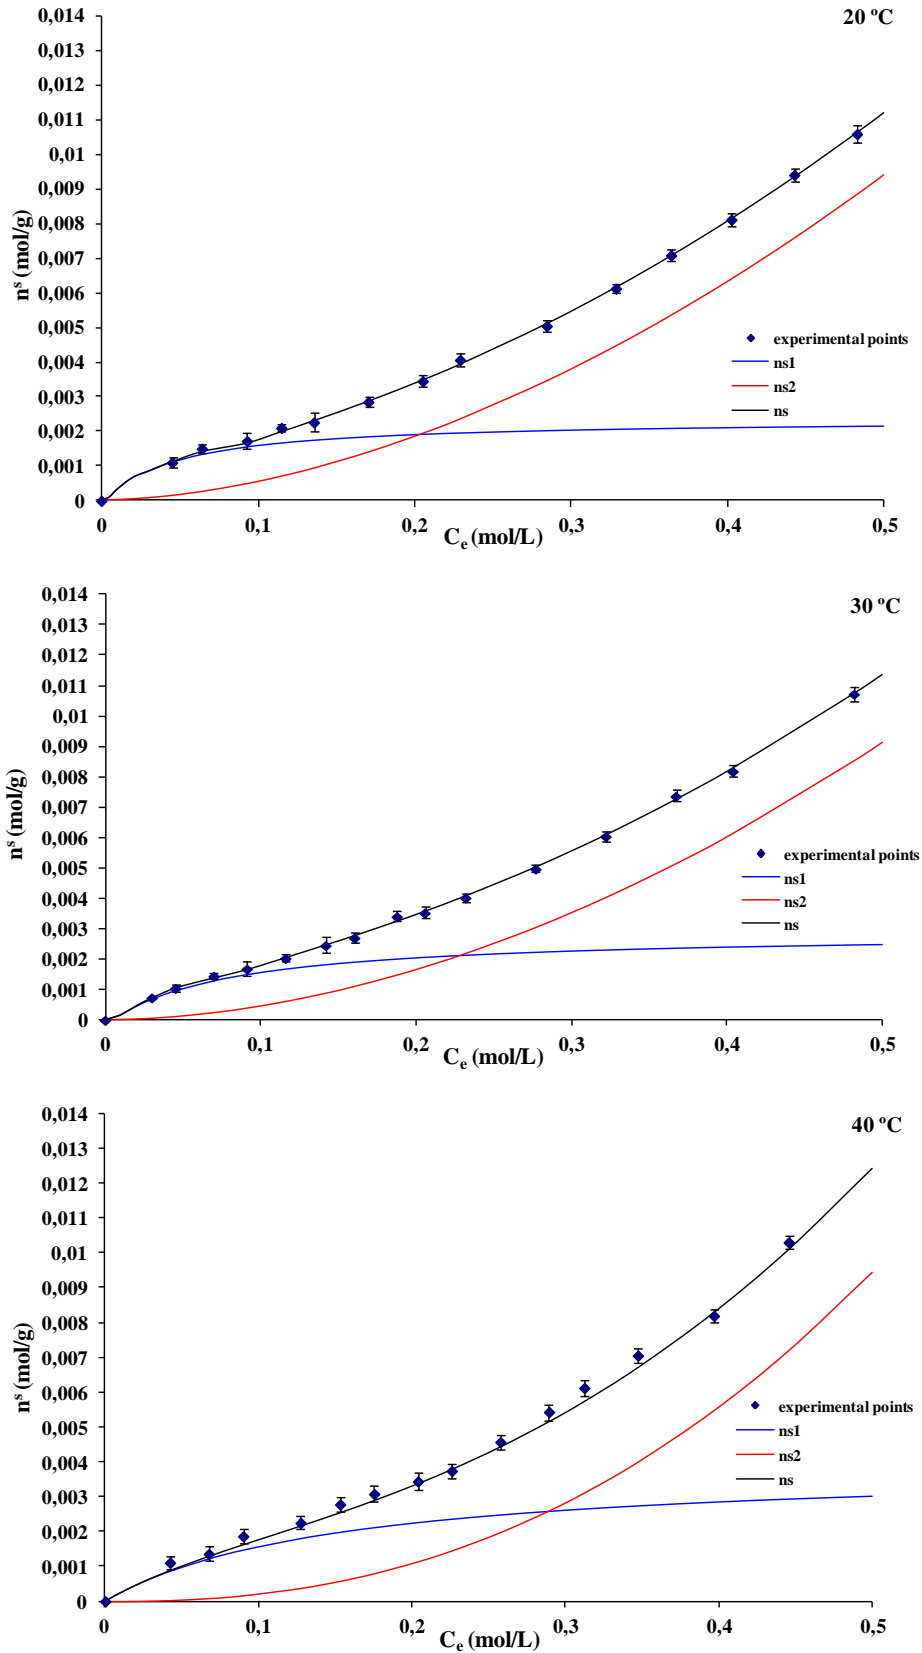 20 ºC
0,014
0,013
0,012
0,011
0,01
0,009
0,008
0,007
0,006
0,005
0,004
0,003
0,002
0,001
0
nˢ (mol/g)
experimental points
ns1
ns2
ns
0 0,1 0,2 0,3 0,4 0,5
Cₑ (mol/L)
30 ºC
0,014
0,013
0,012
0,011
0,01
0,009
0,008
0,007
0,006
0,005
0,004
0,003
0,002
0,001
0
nˢ (mol/g)
experimental points
ns1
ns2
ns
0 0,1 0,2 0,3 0,4 0,5
Cₑ (mol/L)
40 ºC
0,014
0,013
0,012
0,011
0,01
0,009
0,008
0,007
0,006
0,005
0,004
0,003
0,002
0,001
0
nˢ (mol/g)
experimental points
ns1
ns2
ns
0 0,1 0,2 0,3 0,4 0,5
Cₑ (mol/L)